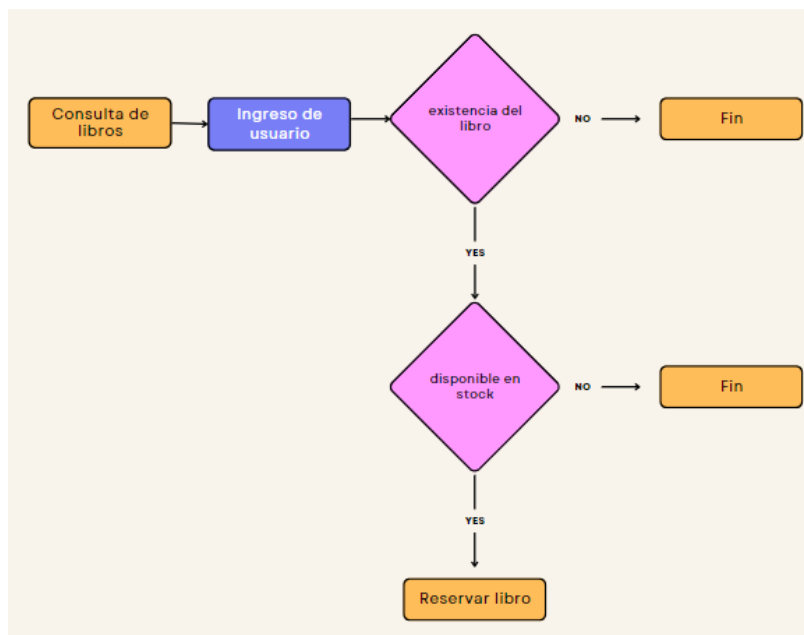 Consulta de
libros
Ingreso de
usuario
existencia del
libro
NO
Fin
YES
disponible en
stock
NO
Fin
YES
Reservar libro